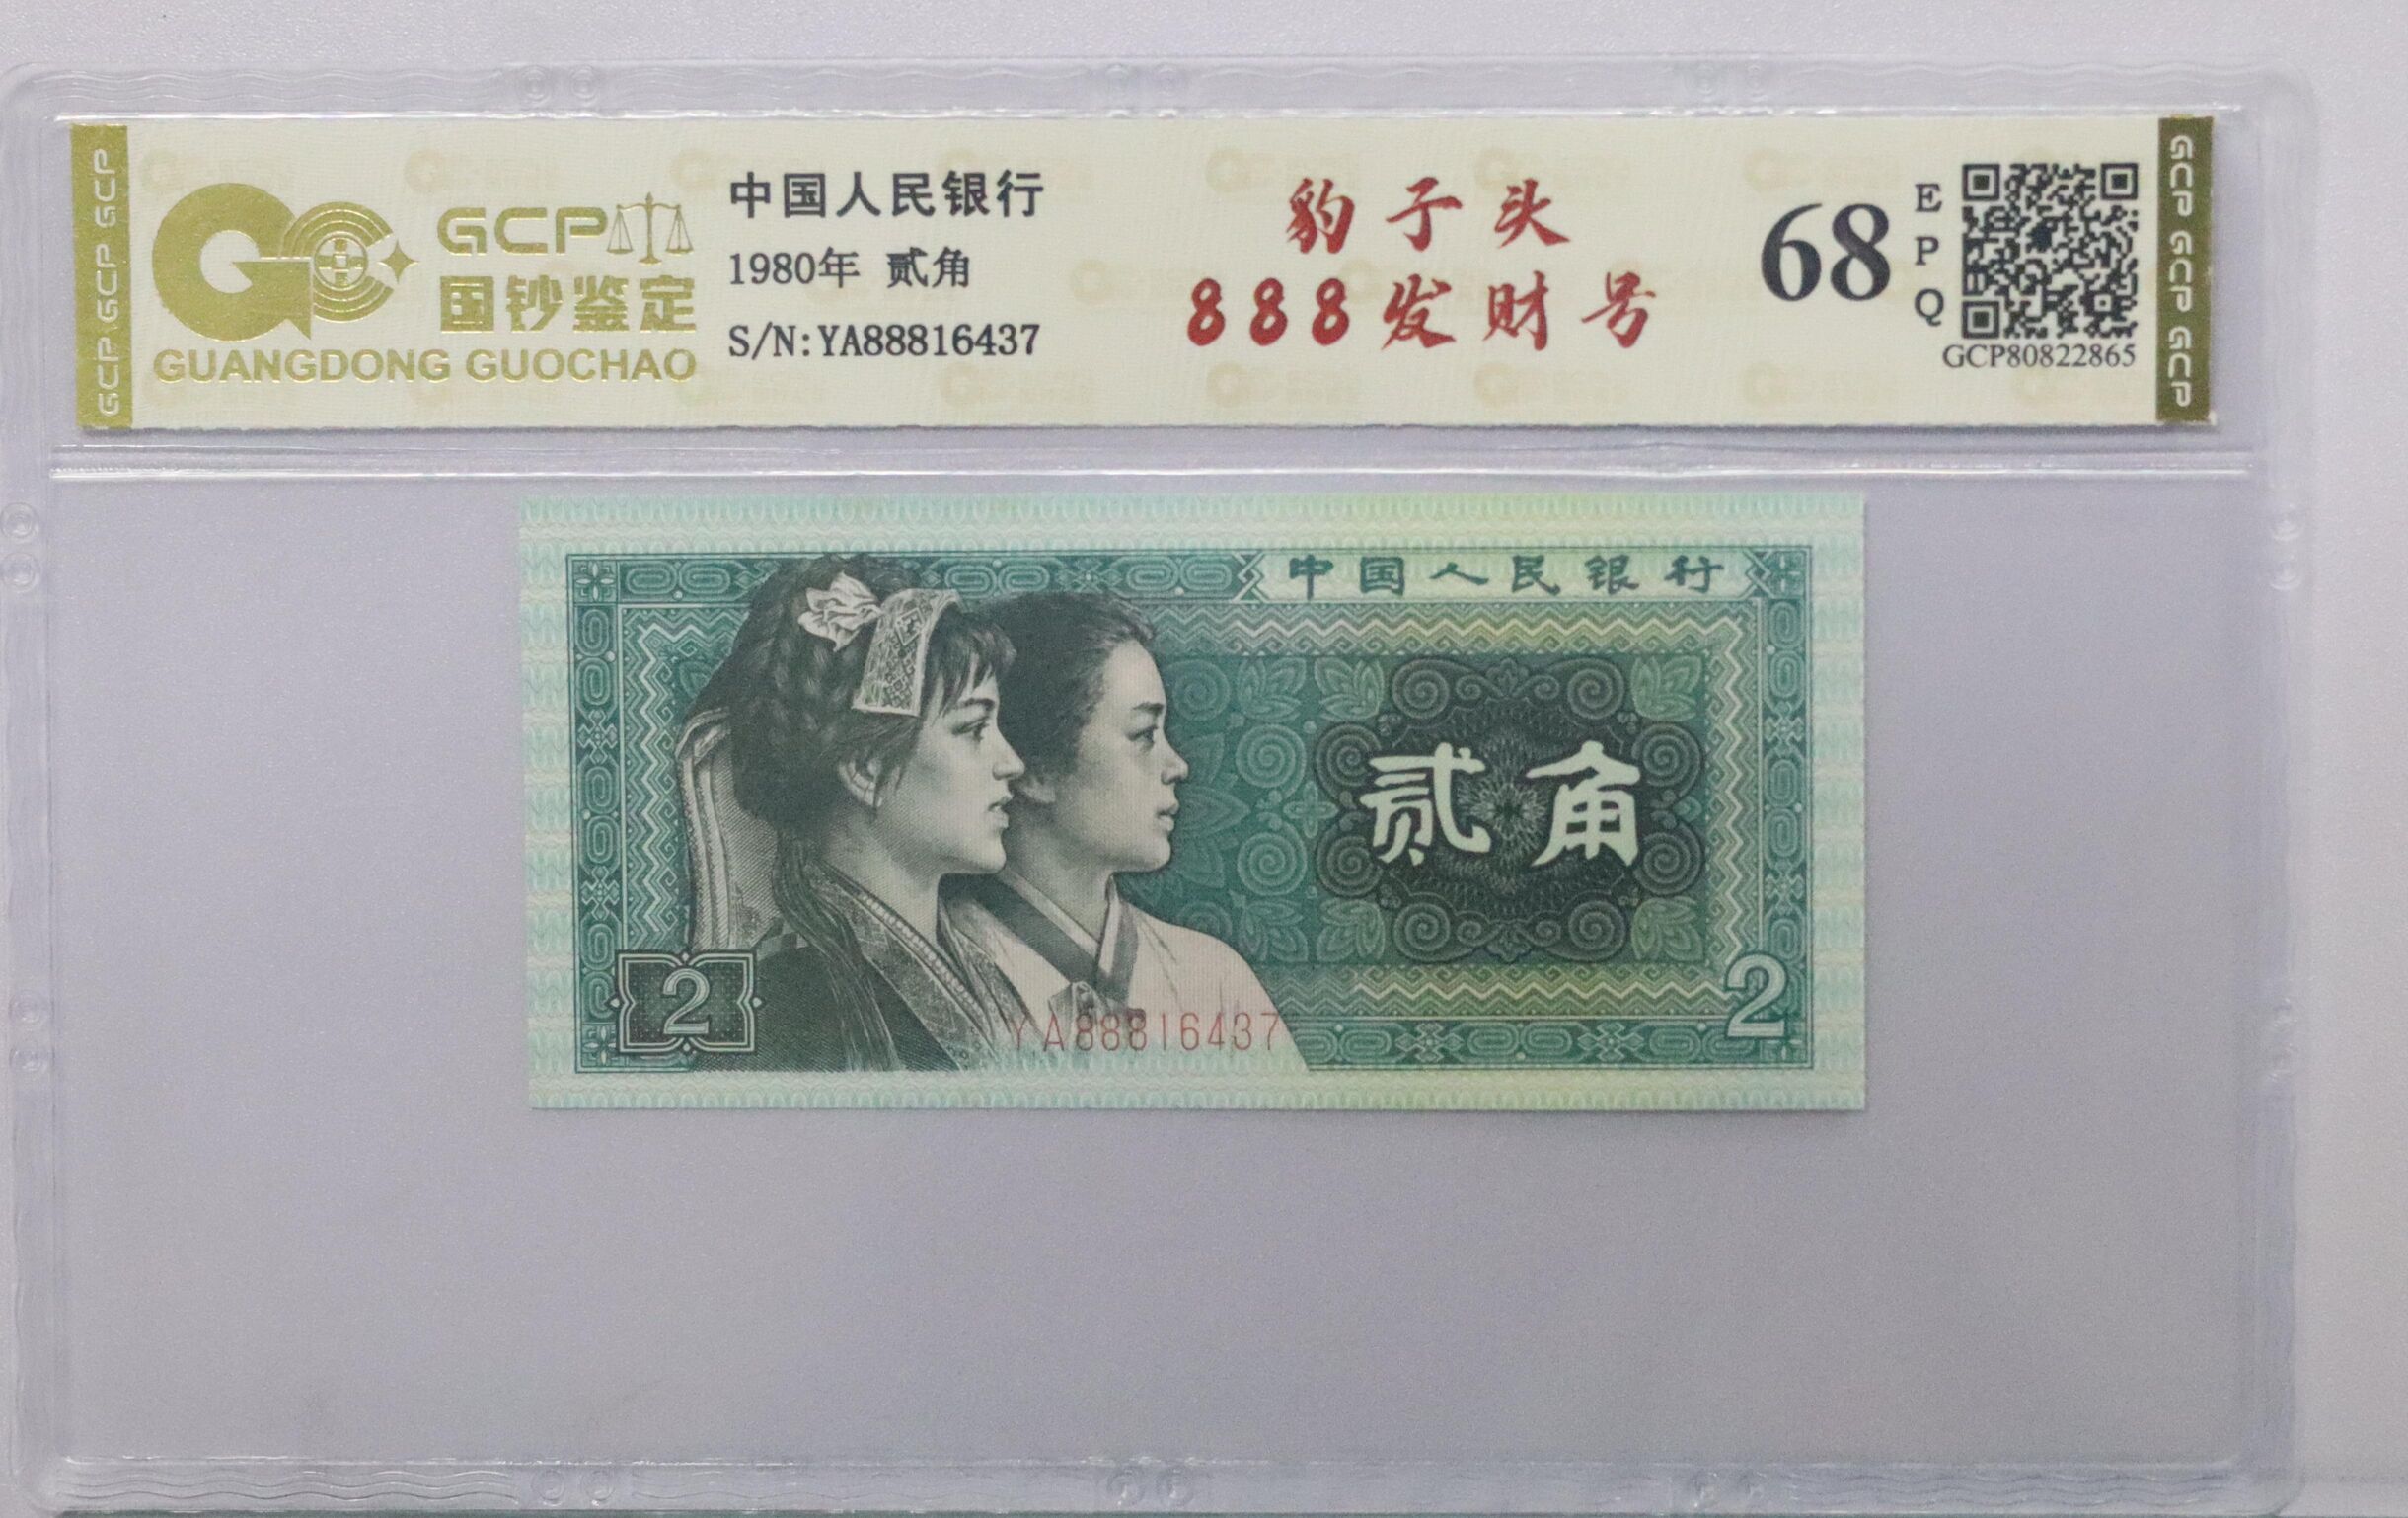 GCP GCP GCP
GCP
国钞鉴定
GUANGDONG GUOCHAO
中国人民银行
1980年 贰角
S/N:YA88816437
豹子头
888发财号
68
EPQ
GCP80822865
GCP GCP GCP
中国人民银行
贰角
2
2
YA88816437